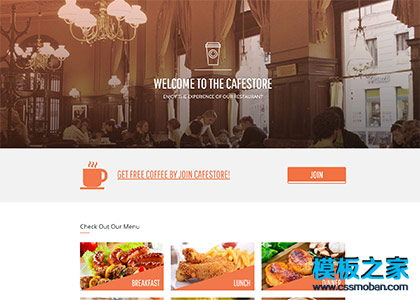 WELCOME TO THE CAFESTORE
ENJOY THE EXPERIENCE OF OUR RESTAURANT
GET FREE COFFEE BY JOIN CAFESTORE!
JOIN
Check Out Our Menu
BREAKFAST
LUNCH
模板之家
www.cssmoban.com